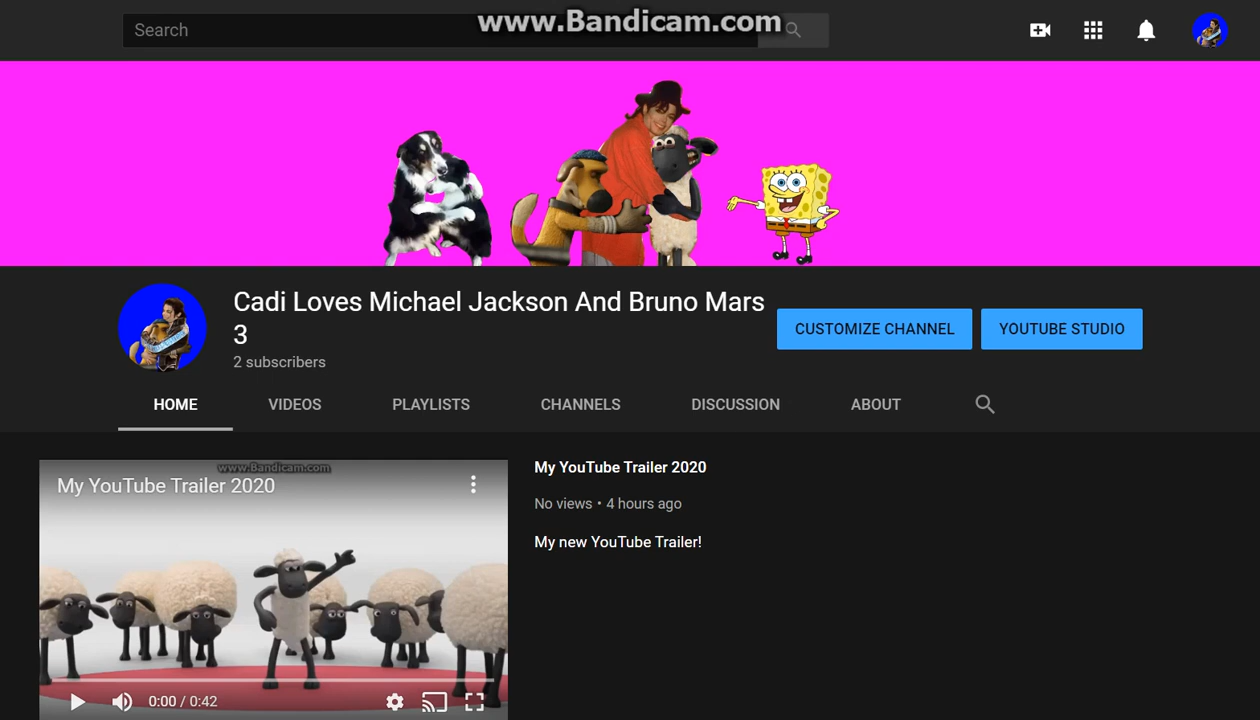 www.Bandicam.com
Search
Cadi Loves Michael Jackson And Bruno Mars
3
2 subscribers
CUSTOMIZE CHANNEL
YOUTUBE STUDIO
HOME
VIDEOS
PLAYLISTS
CHANNELS
DISCUSSION
ABOUT
www.Bandicam.com
My YouTube Trailer 2020
0:00 / 0:42
My YouTube Trailer 2020
No views • 4 hours ago
My new YouTube Trailer!